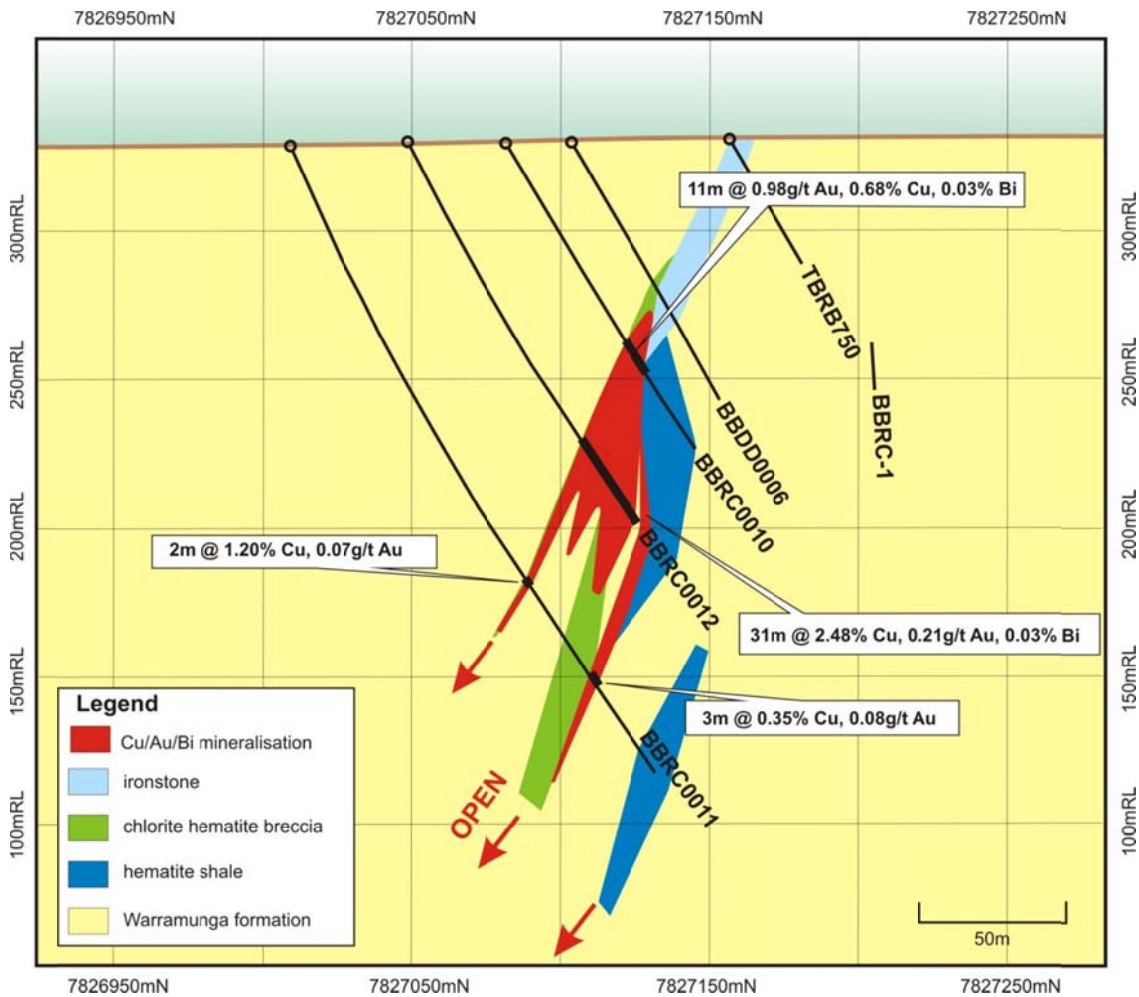 7826950mN
7827050mN
7827150mN
7827250mN
11m @ 0.98g/t Au, 0.68% Cu, 0.03% Bi
300mRL
300mRL
TBRB750
250mRL
BBRC-1
250mRL
BBDD0006
BBRC0010
200mRL
200mRL
2m @ 1.20% Cu, 0.07g/t Au
BBRC0012
31m @ 2.48% Cu, 0.21g/t Au, 0.03% Bi
150mRL
150mRL
3m @ 0.35% Cu, 0.08g/t Au
BBRC0011
OPEN
100mRL
100mRL
Legend
Cu/Au/Bi mineralisation
ironstone
chlorite hematite breccia
hematite shale
Warramunga formation
50m
7826950mN
7827050mN
7827150mN
7827250mN